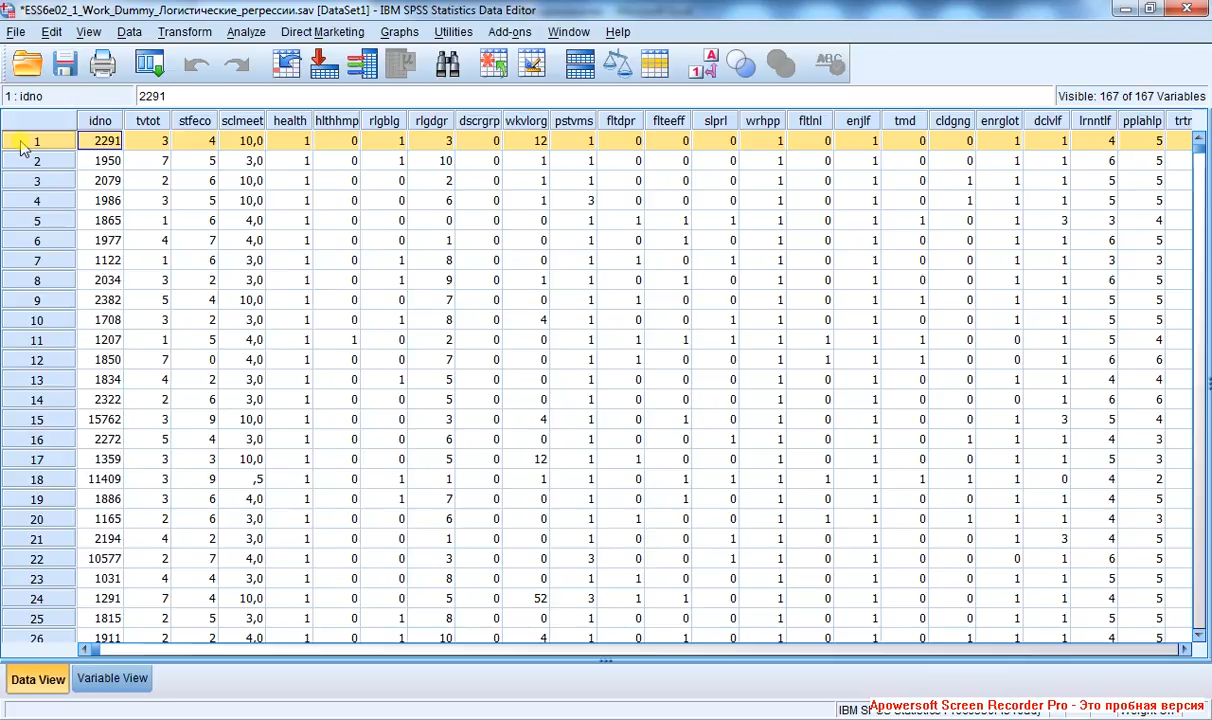 *ESS6e02_1_Work_Dummy_Логистические_регрессии.sav [DataSet1] - IBM SPSS Statistics Data Editor
File Edit View Data Transform Analyze Direct Marketing Graphs Utilities Add-ons Window Help
1 : idno 2291 Visible: 167 of 167 Variables
idno tvtot stfeco sclmeet health hlthhmp rlgblg rlgdgr dscrgrp wkvlorg pstvms fltdpr flteeff slprl wrhpp fltlnl enjlf tmd cldgng enrglot dclvlf lrnntlf pplahlp trtr
1 2291 3 4 10,0 1 0 1 3 0 12 1 0 0 0 1 0 1 0 0 1 1 4 5
2 1950 7 5 3,0 1 0 1 10 0 1 1 0 0 0 1 0 1 0 0 1 1 6 5
3 2079 2 6 10,0 1 0 0 2 0 1 1 0 0 0 1 0 1 0 1 1 1 5 5
4 1986 3 5 10,0 1 0 0 6 0 1 3 0 0 0 1 0 1 0 1 1 1 5 5
5 1865 1 6 4,0 1 0 0 0 0 0 1 1 1 1 1 0 1 1 0 1 3 3 4
6 1977 4 7 4,0 1 0 0 1 0 0 1 0 1 0 1 0 1 0 0 1 1 6 5
7 1122 1 6 3,0 1 0 1 8 0 0 1 0 0 1 1 0 1 0 1 1 1 3 3
8 2034 3 2 3,0 1 0 1 9 0 1 1 0 0 0 1 0 1 0 0 1 1 6 5
9 2382 5 4 10,0 1 0 0 7 0 0 1 1 0 0 1 0 1 1 0 1 1 5 5
10 1708 3 2 3,0 1 0 1 8 0 4 1 0 0 1 1 0 1 0 0 1 1 5 5
11 1207 1 5 4,0 1 1 0 2 0 0 1 1 1 1 1 1 1 1 0 0 1 5 4
12 1850 7 0 4,0 1 0 0 7 0 0 1 0 0 1 1 1 1 1 0 1 1 6 6
13 1834 4 2 3,0 1 0 1 5 0 0 1 0 0 0 1 0 1 0 0 1 1 4 4
14 2322 2 6 3,0 1 0 0 5 0 0 1 0 0 0 1 0 1 0 0 0 1 6 6
15 15762 3 9 10,0 1 0 0 3 0 4 1 0 1 0 1 0 1 0 0 1 3 5 4
16 2272 5 4 3,0 1 0 0 6 0 0 1 0 0 1 1 0 1 0 1 1 1 4 3
17 1359 3 3 10,0 1 0 0 5 0 12 1 1 0 0 1 0 1 0 0 1 1 5 3
18 11409 3 9 ,5 1 0 1 1 0 1 1 0 1 1 1 1 1 1 1 1 0 4 2
19 1886 3 6 4,0 1 0 1 7 0 0 1 1 0 0 1 0 1 0 0 1 1 4 5
20 1165 2 6 3,0 1 0 0 6 0 0 1 1 0 0 1 1 1 0 1 1 1 4 3
21 2194 4 2 3,0 1 0 0 1 0 0 1 0 0 0 1 0 1 0 0 1 3 4 5
22 10577 2 7 4,0 1 0 0 3 0 0 3 0 0 1 1 0 1 0 0 0 1 6 5
23 1031 4 4 3,0 1 0 0 8 0 0 1 1 0 0 1 0 1 0 0 1 1 5 5
24 1291 7 4 10,0 1 0 0 5 0 52 3 1 1 0 1 0 1 0 0 1 1 4 5
25 1815 2 5 3,0 1 0 1 8 0 0 1 0 0 0 1 0 1 0 0 1 1 5 5
26 1911 2 2 4,0 1 0 1 10 0 4 1 0 1 0 1 0 1 0 1 1 1 4 5
Data View Variable View
Apowersoft Screen Recorder Pro - Это пробная версия